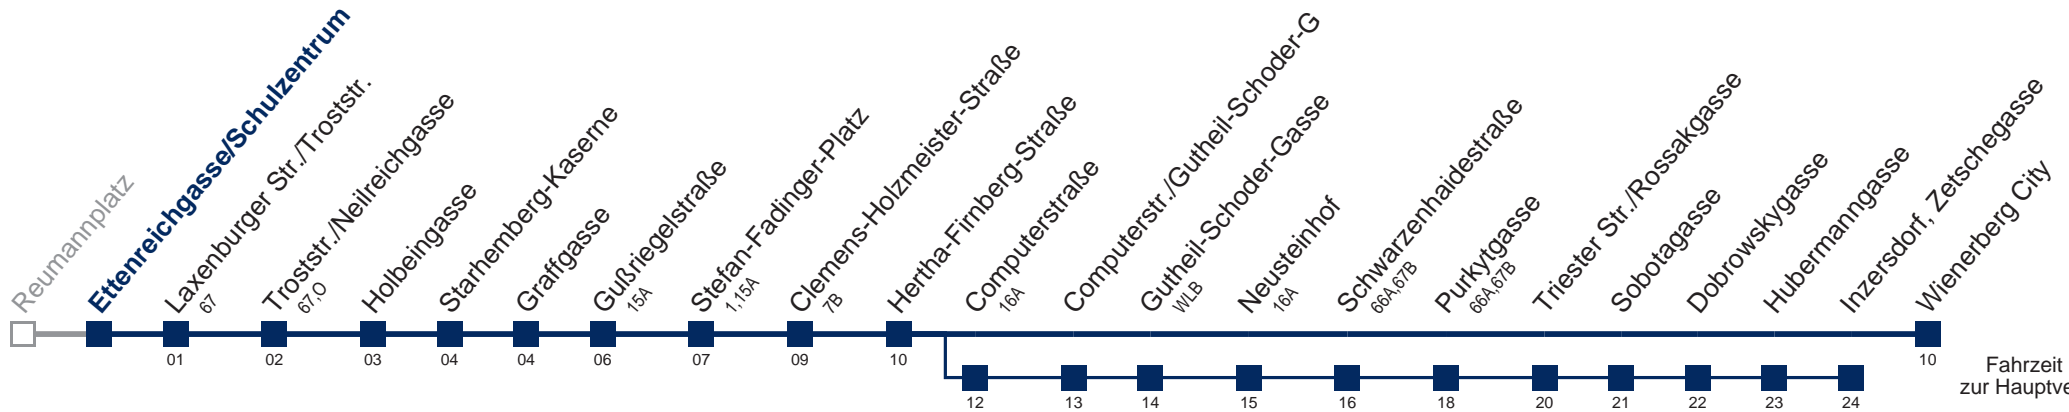 Reumannplatz
Ettenreichgasse/Schulzentrum
Laxenburger Str./Troststr.
67
Troststr./Neilreichgasse
67,O
Holbeingasse
Starhemberg-Kaserne
Graffgasse
Gußriegelstraße
15A
Stefan-Fadinger-Platz
1,15A
Clemens-Holzmeister-Straße
7B
Hertha-Firnberg-Straße
Computerstraße
16A
Computerstr./Gutheil-Schoder-G
Gutheil-Schoder-Gasse
WLB
Neusteinhof
16A
Schwarzenhaidestraße
66A,67B
Purkytgasse
66A,67B
Triester Str./Rossakgasse
Sobotagasse
Dobrowskygasse
Hubermanngasse
Inzersdorf, Zetschegasse
Wienerberg City
01 02 03 04 04 06 07 09 10 10
12 13 14 15 16 18 20 21 22 23 24
Fahrzeit
zur Hauptve